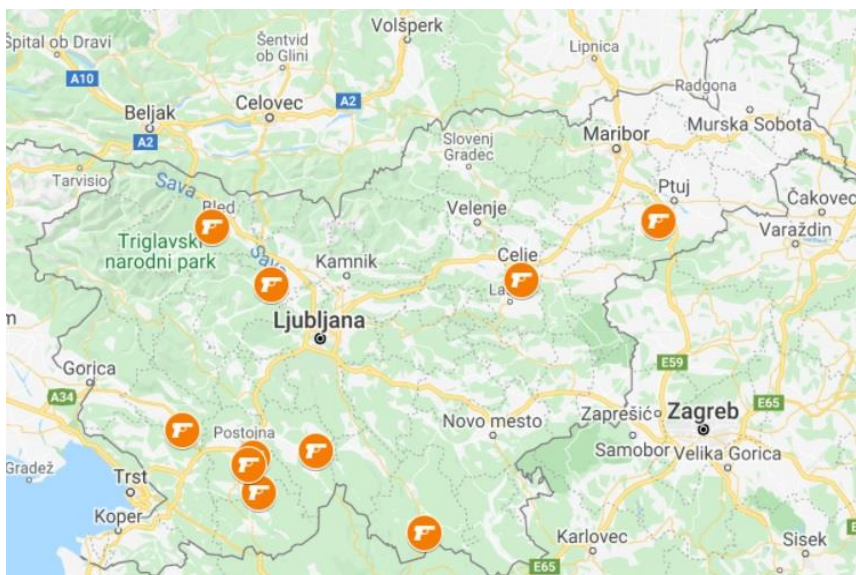 Volšperk
Špital ob Dravi
Šentvid
ob Glini
Lipnica
A10
A2
Radgona
Beljak
Celovec
A2
Murska Sobota
Maribor
Slovenj
Gradec
Tarvisio
Sava
Bled
Ptuj
Čakovec
Velenje
Varaždin
Triglavski
narodni park
Sava
Kamnik
Celje
Ljubljana
E59
Gorica
A34
E65
Novo mesto
Zaprešić
Zagreb
Postojna
Samobor
Velika Gorica
Gradež
Trst
Koper
Karlovec
Sisek
E65